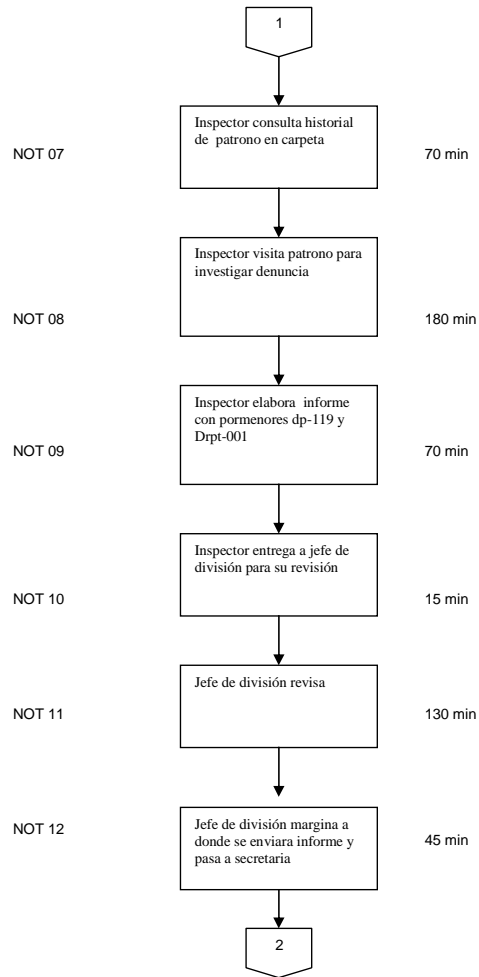 1
Inspector consulta historial
de patrono en carpeta
NOT 07
70 min
Inspector visita patrono para
investigar denuncia
NOT 08
180 min
Inspector elabora informe
con pormenores dp-119 y
Drpt-001
NOT 09
70 min
Inspector entrega a jefe de
división para su revisión
NOT 10
15 min
Jefe de división revisa
NOT 11
130 min
Jefe de división margina a
donde se enviara informe y
pasa a secretaria
NOT 12
45 min
2